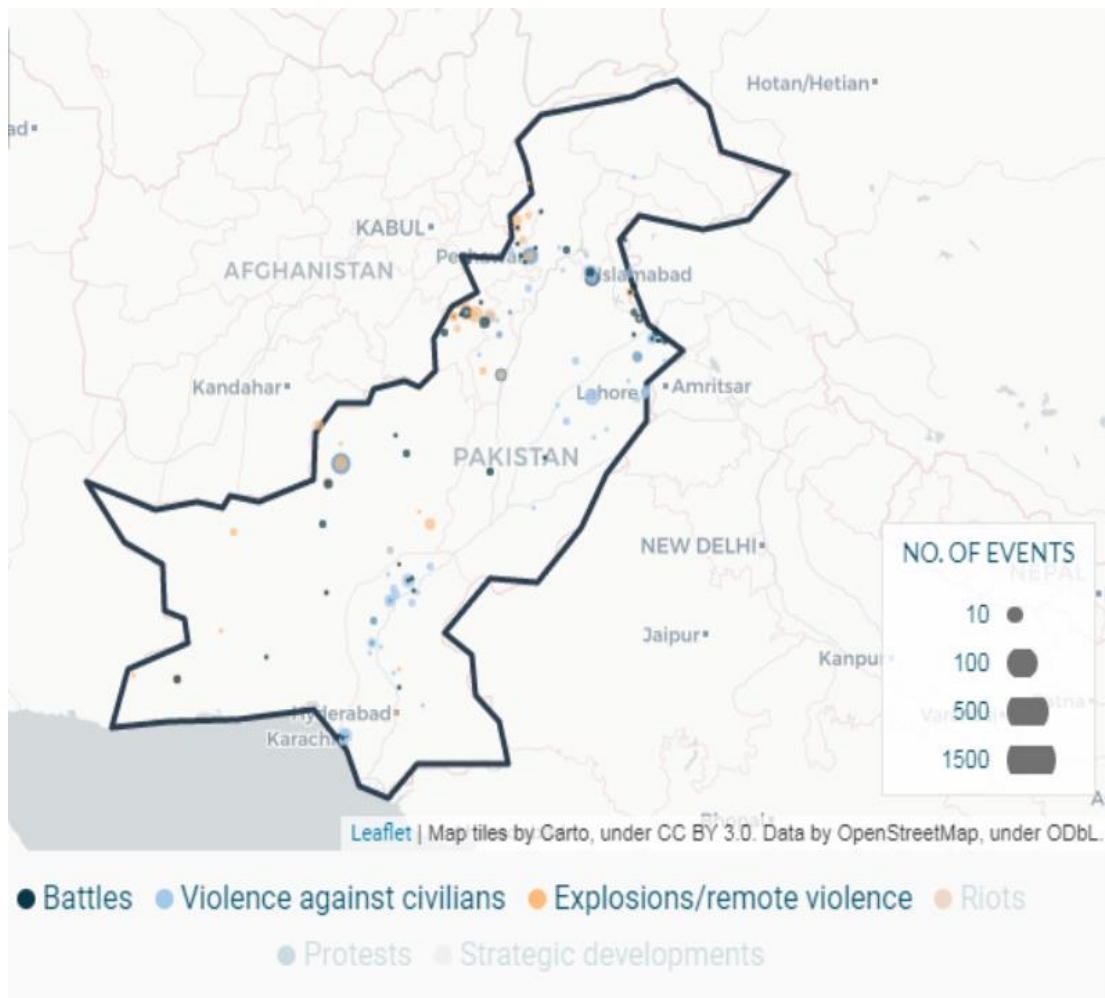 Hotan/Hetian
ad
KABUL
AFGHANISTAN
Islamabad
Kandahar
Lahore
Amritsar
PAKISTAN
NEW DELHI
NO. OF EVENTS
NEPAL
10
Jaipur
100
Kanpur
500
Hyderabad
Karachi
1500
A
Leaflet | Map tiles by Carto, under CC BY 3.0. Data by OpenStreetMap, under ODbL.
Battles Violence against civilians Explosions/remote violence Riots
Protests Strategic developments